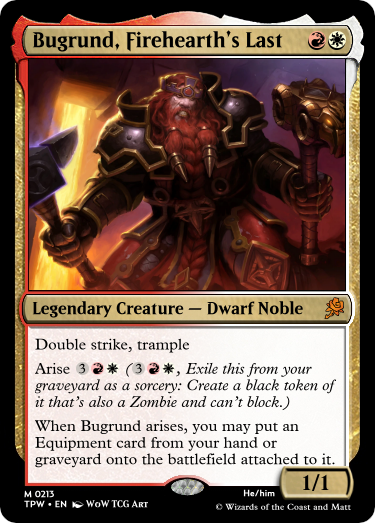 Bugrund, Firehearth's Last
Legendary Creature — Dwarf Noble
Double strike, trample
Arise 3RW (3RW, Exile this from your
graveyard as a sorcery: Create a black token of
it that's also a Zombie and can't block.)
When Bugrund arises, you may put an
Equipment card from your hand or
graveyard onto the battlefield attached to it.
1/1
M 0213
He/him
TPW • EN WoW TCG Art
© Wizards of the Coast and Matt